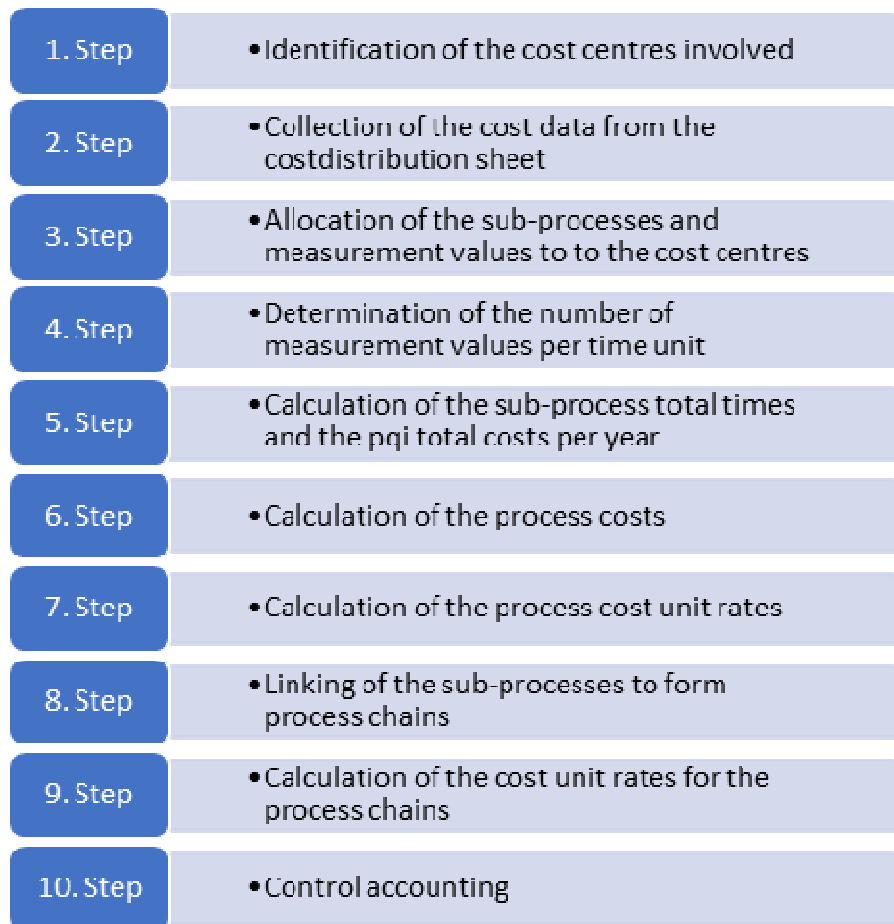 1. Step
•Identification of the cost centres involved
2. Step
•Collection of the cost data from the
costdistribution sheet
3. Step
•Allocation of the sub-processes and
measurement values to to the cost centres
4. Step
•Determination of the number of
measurement values per time unit
5. Step
•Calculation of the sub-process total times
and the pqi total costs per year
6. Step
•Calculation of the process costs
7. Step
•Calculation of the process cost unit rates
8. Step
•Linking of the sub-processes to form
process chains
9. Step
•Calculation of the cost unit rates for the
process chains
10. Step
•Control accounting